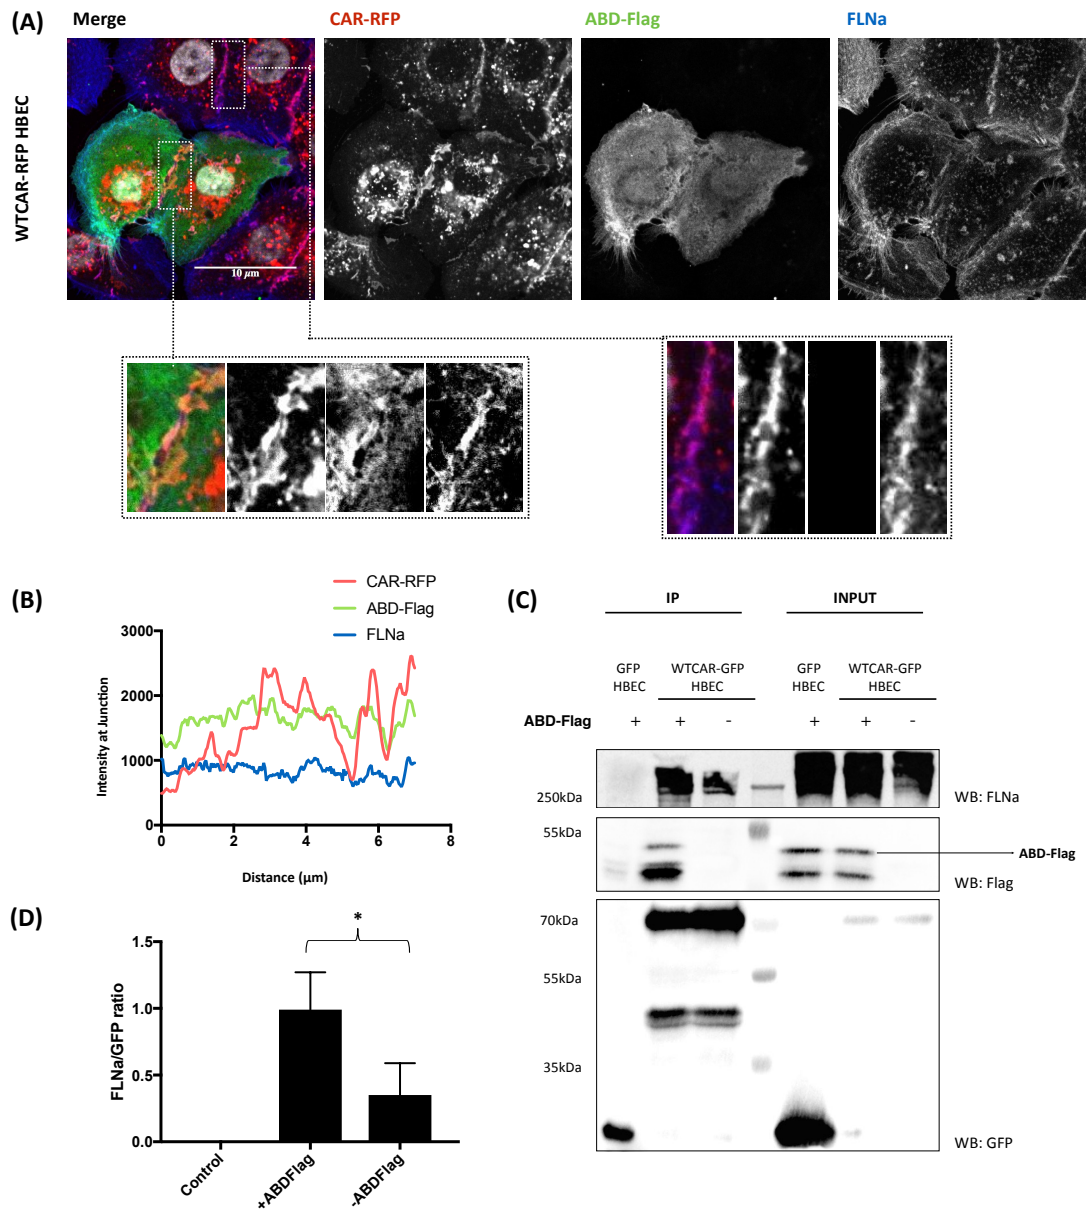 (A)
Merge
CAR-RFP
ABD-Flag
FLNa
WTCAR-RFP HBEC
10 µm
(B)
CAR-RFP
ABD-Flag
FLNa
Intensity at Junction
3000
2000
1000
0
0 2 4 6 8
Distance (µm)
(C)
IP INPUT
GFP HBEC
WTCAR-GFP HBEC
GFP HBEC
WTCAR-GFP HBEC
ABD-Flag + + - + + -
250kDa
WB: FLNa
55kDa
ABD-Flag
WB: Flag
70kDa
55kDa
35kDa
WB: GFP
(D)
*
FLNa/GFP ratio
1.5
1.0
0.5
0.0
Control
+ABDFlag
-ABDFlag